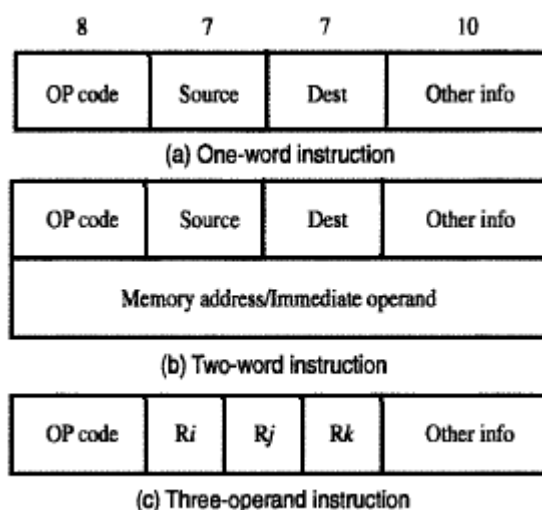 8 7 7 10
OP code Source Dest Other info
(a) One-word instruction
OP code Source Dest Other info
Memory address/Immediate operand
(b) Two-word instruction
OP code Ri Rj Rk Other info
(c) Three-operand instruction